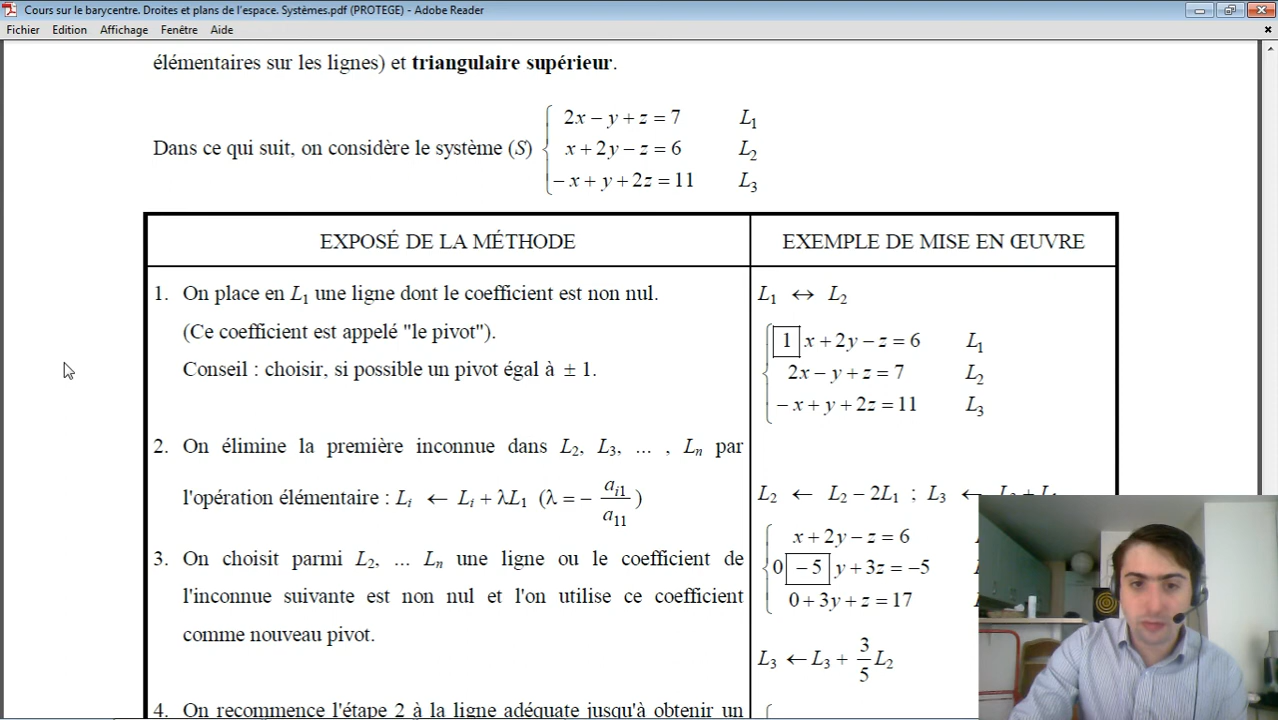 Cours sur le barycentre. Droites et plans de l'espace. Systèmes.pdf (PROTEGE) - Adobe Reader
Fichier Edition Affichage Fenêtre Aide
élémentaires sur les lignes) et triangulaire supérieur.
2x − y + z = 7 L1
Dans ce qui suit, on considère le système (S) x + 2y − z = 6 L2
− x + y + 2z = 11 L3
EXPOSÉ DE LA MÉTHODE EXEMPLE DE MISE EN ŒUVRE
1. On place en L1 une ligne dont le coefficient est non nul.
(Ce coefficient est appelé "le pivot").
Conseil : choisir, si possible un pivot égal à ± 1.
2. On élimine la première inconnue dans L2, L3, ... , Ln par
l'opération élémentaire : Li ← Li + λL1 (λ = − ai1/a11)
3. On choisit parmi L2, ... Ln une ligne ou le coefficient de
l'inconnue suivante est non nul et l'on utilise ce coefficient
comme nouveau pivot.
4. On recommence l'étape 2 à la ligne adéquate jusqu'à obtenir un
L1 ↔ L2
1 x + 2y − z = 6 L1
2x − y + z = 7 L2
− x + y + 2z = 11 L3
L2 ← L2 − 2L1 ; L3 ←
x + 2y − z = 6
0 − 5 y + 3z = −5
0 + 3y + z = 17
L3 ← L3 + 3/5 L2